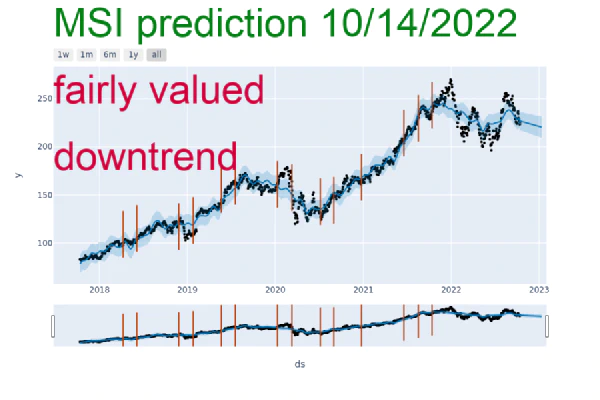 MSI prediction 10/14/2022
1w 1m 6m 1y all
fairly valued
downtrend
250
200
150
100
y
2018 2019 2020 2021 2022 2023
ds